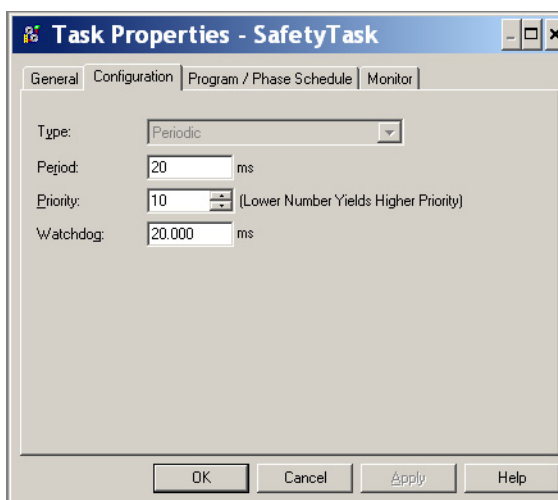 Task Properties - SafetyTask
General Configuration Program / Phase Schedule Monitor
Type: Periodic
Period: 20 ms
Priority: 10 (Lower Number Yields Higher Priority)
Watchdog: 20.000 ms
OK Cancel Apply Help